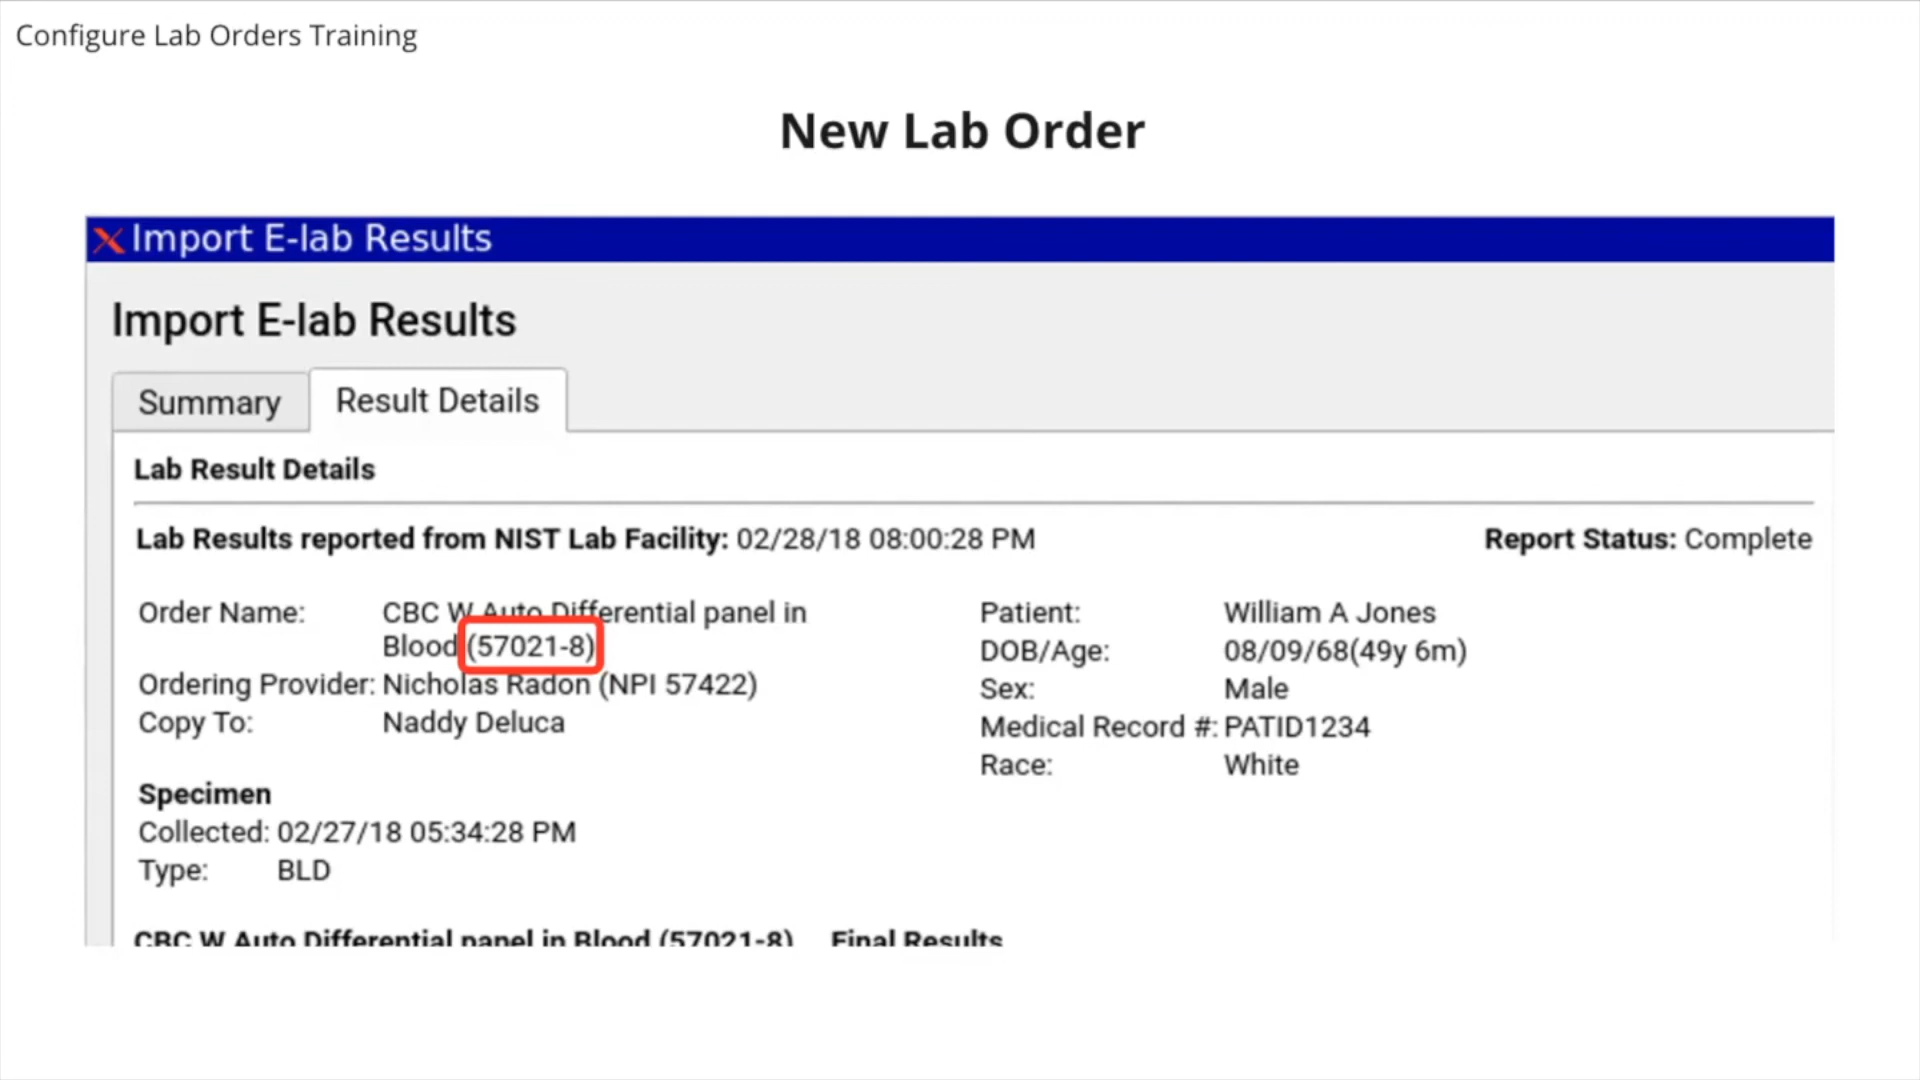 Configure Lab Orders Training
New Lab Order
Import E-lab Results
Import E-lab Results
Summary
Result Details
Lab Result Details
Lab Results reported from NIST Lab Facility: 02/28/18 08:00:28 PM
Report Status: Complete
Order Name: CBC W Auto Differential panel in
Blood (57021-8)
Ordering Provider: Nicholas Radon (NPI 57422)
Copy To: Naddy Deluca
Patient: William A Jones
DOB/Age: 08/09/68(49y 6m)
Sex: Male
Medical Record #: PATID1234
Race: White
Specimen
Collected: 02/27/18 05:34:28 PM
Type: BLD
CBC W Auto Differential panel in Blood (57021-8) Final Results